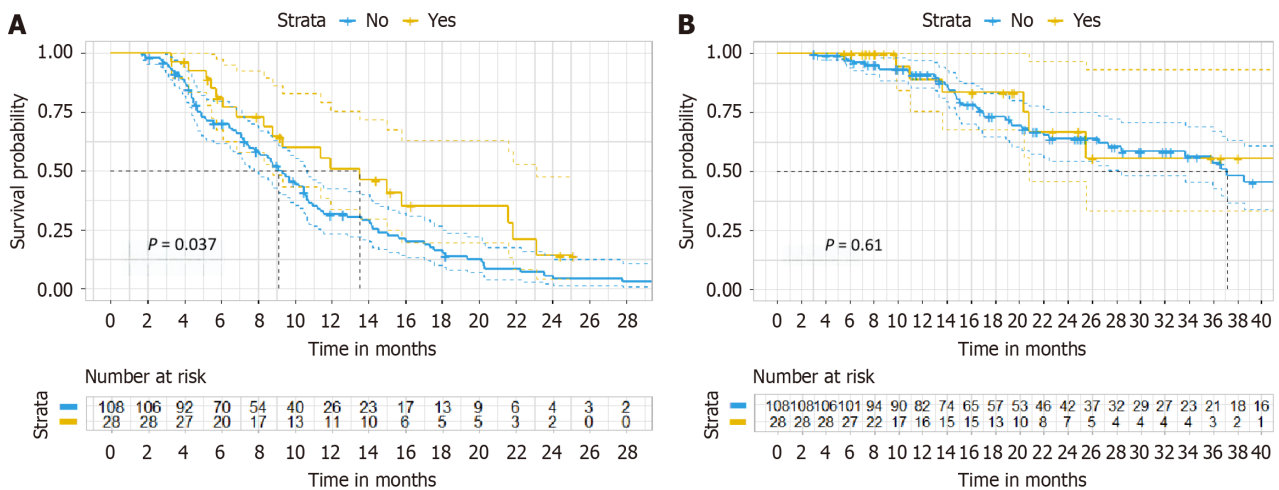 A
Strata No Yes
Survival probability
1.00
0.75
0.50
0.25
0.00
P = 0.037
0 2 4 6 8 10 12 14 16 18 20 22 24 26 28
Time in months
Number at risk
Strata
108 106 92 70 54 40 26 23 17 13 9 6 4 3 2
28 28 27 20 17 13 11 10 6 5 5 3 2 0 0
0 2 4 6 8 10 12 14 16 18 20 22 24 26 28
Time in months
B
Strata No Yes
Survival probability
1.00
0.75
0.50
0.25
0.00
P = 0.61
0 2 4 6 8 10 12 14 16 18 20 22 24 26 28 30 32 34 36 38 40
Time in months
Number at risk
Strata
108 108 106 101 94 90 82 74 65 57 53 46 42 37 32 29 27 23 21 18 16
28 28 28 27 22 17 16 15 15 13 10 8 7 5 4 4 4 4 3 2 1
0 2 4 6 8 10 12 14 16 18 20 22 24 26 28 30 32 34 36 38 40
Time in months